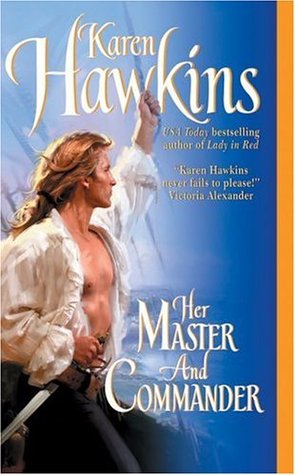 Karen
Hawkins
USA Today bestselling
author of Lady in Red
"Karen Hawkins
never fails to please!"
Victoria Alexander
Her
Master
And
Commander